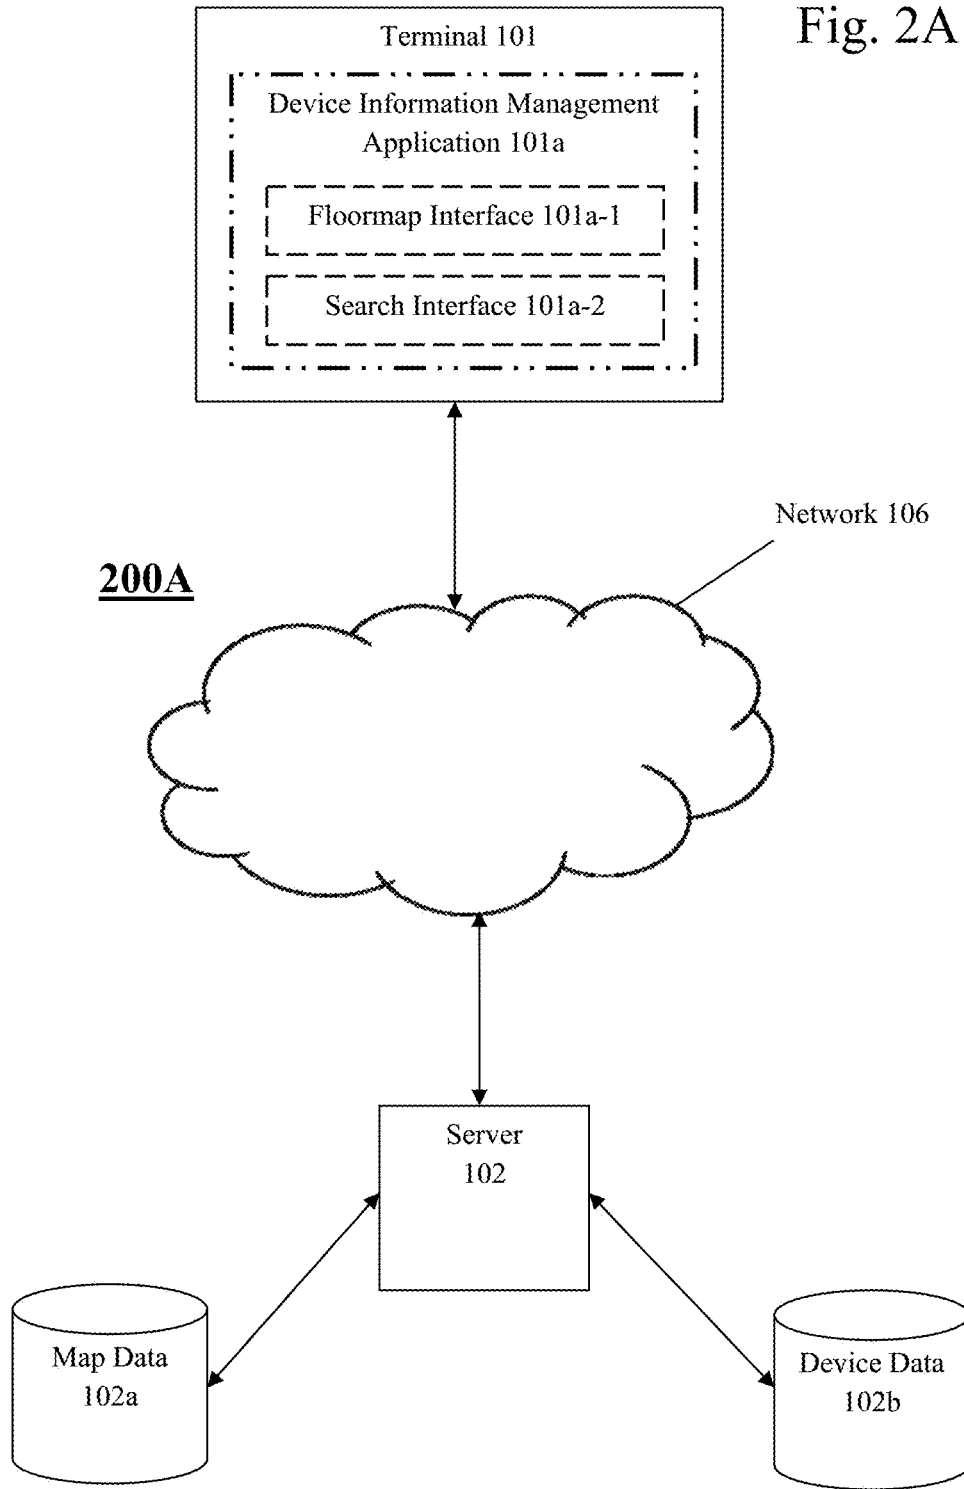 Fig. 2A
Terminal 101
Device Information Management
Application 101a
Floormap Interface 101a-1
Search Interface 101a-2
Network 106
200A
Server
102
Map Data
102a
Device Data
102b